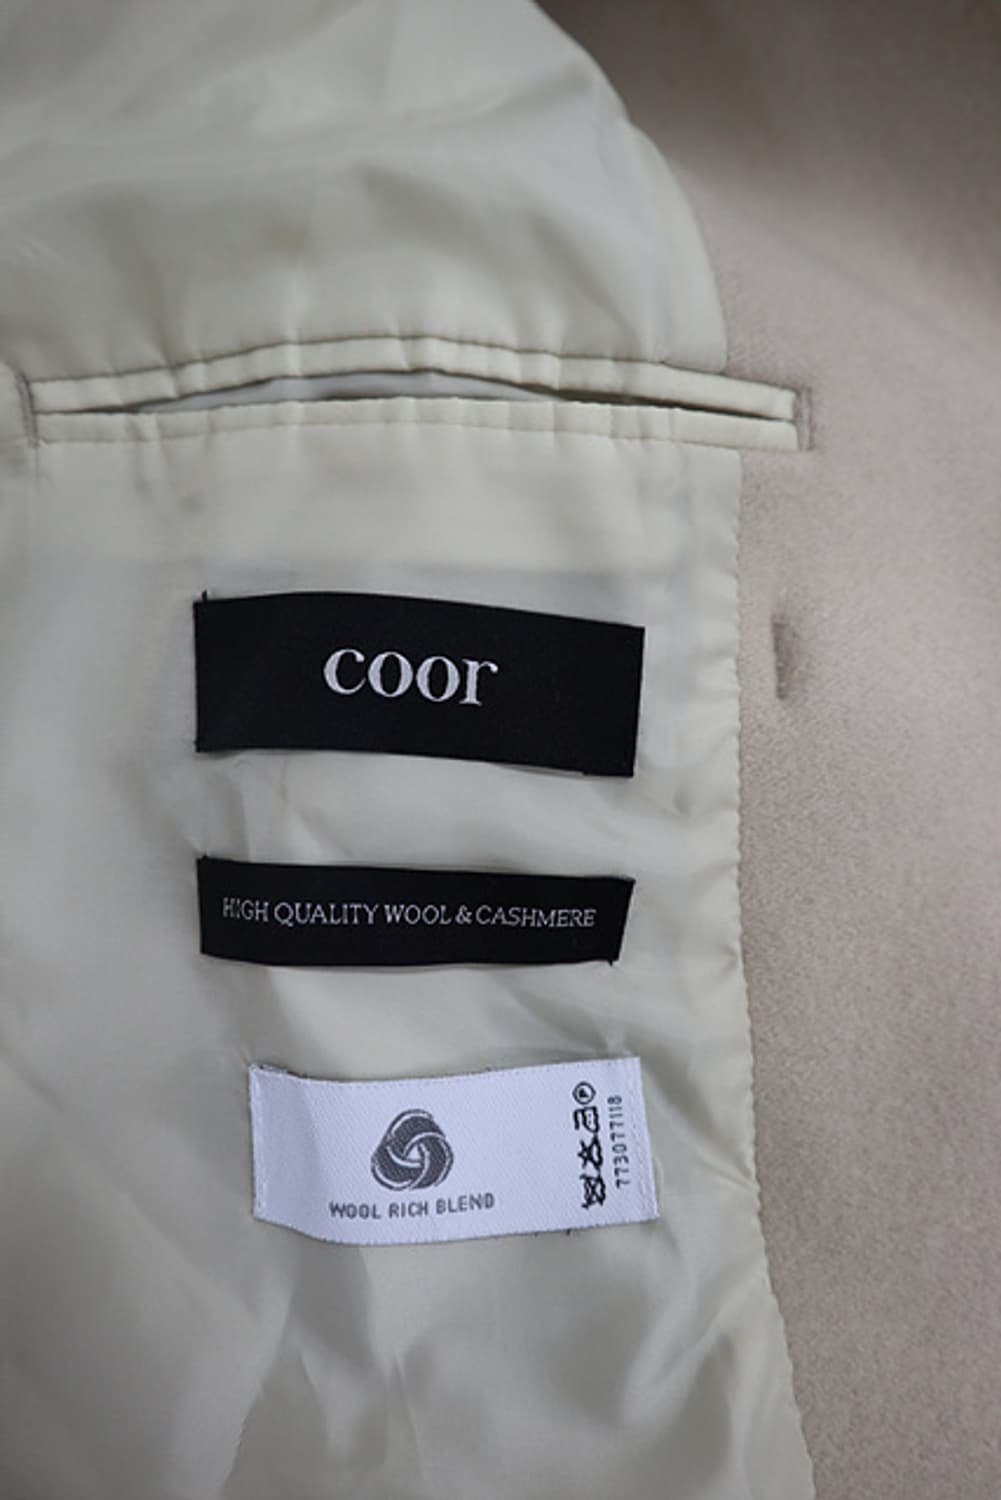 coor
HIGH QUALITY WOOL & CASHMERE
WOOL RICH BLEND
773077118
P